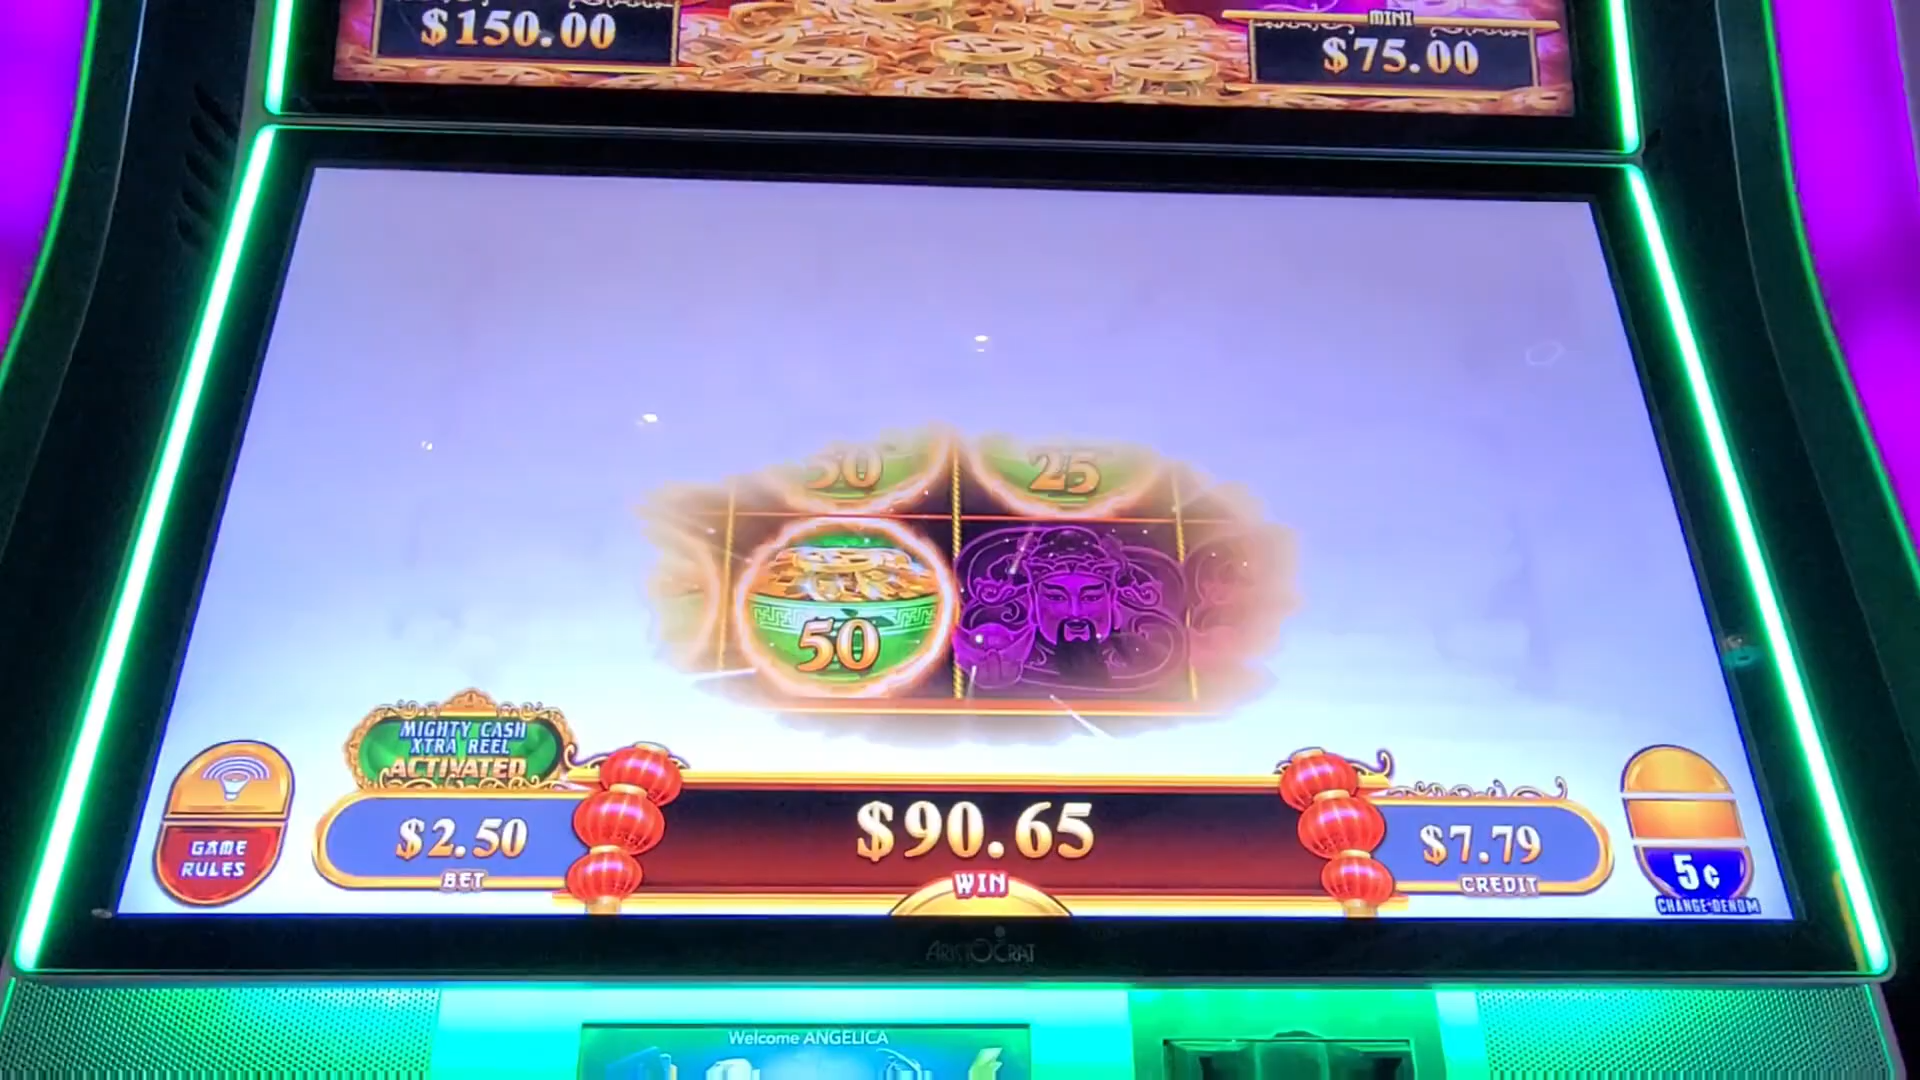 $150.00
MINI
$75.00
50
25
50
MIGHTY CASH
XTRA REEL
ACTIVATED
GAME
RULES
$2.50
BET
$90.65
WIN
$7.79
CREDIT
5¢
CHANGE DENOM
ARISTOCRAT
Welcome ANGELICA